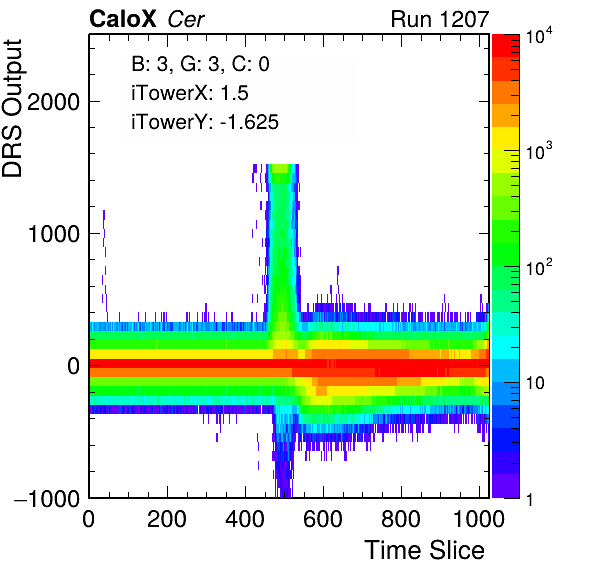 CaloX Cer
Run 1207
B: 3, G: 3, C: 0
iTowerX: 1.5
iTowerY: -1.625
DRS Output
2000
1000
0
−1000
0 200 400 600 800 1000
Time Slice
10^4
10^3
10^2
10
1